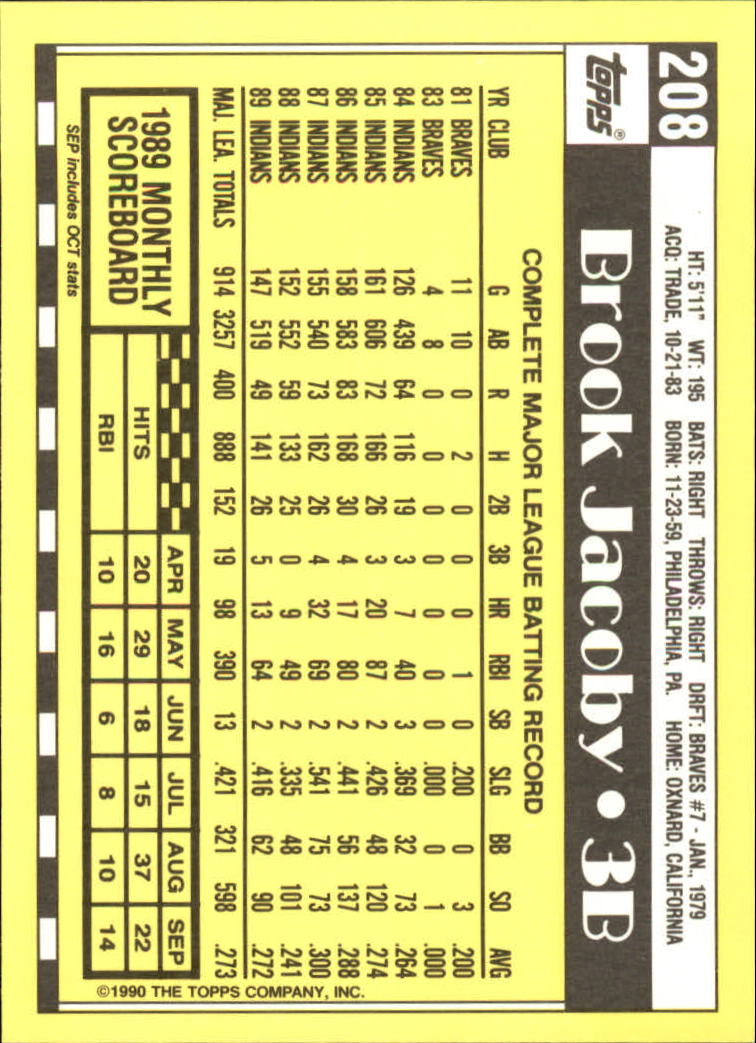 208
HT: 5'11" WT: 195 BATS: RIGHT THROWS: RIGHT DRFT: BRAVES #7 - JAN., 1979
ACQ: TRADE, 10-21-83 BORN: 11-23-59, PHILADELPHIA, PA. HOME: OXNARD, CALIFORNIA
TOPPS®
Brook Jacoby • 3B
COMPLETE MAJOR LEAGUE BATTING RECORD
YR CLUB G AB R H 2B 3B HR RBI SB SLG BB SO AVG
81 BRAVES 11 10 0 2 0 0 0 1 0 .200 0 3 .200
83 BRAVES 4 8 0 0 0 0 0 0 0 .000 0 1 .000
84 INDIANS 126 439 64 116 19 3 7 40 3 .369 32 73 .264
85 INDIANS 161 606 72 166 26 3 20 87 2 .426 48 120 .274
86 INDIANS 158 583 83 168 30 4 17 80 2 .441 56 137 .288
87 INDIANS 155 540 73 162 26 4 32 69 2 .541 75 73 .300
88 INDIANS 152 552 59 133 25 0 9 49 2 .335 48 101 .241
89 INDIANS 147 519 49 141 26 5 13 64 2 .416 62 90 .272
MAJ. LEA. TOTALS 914 3257 400 888 152 19 98 390 13 .421 321 598 .273
1989 MONTHLY
SCOREBOARD
APR MAY JUN JUL AUG SEP
HITS 20 29 18 15 37 22
RBI 10 16 6 8 10 14
SEP includes OCT stats
©1990 THE TOPPS COMPANY, INC.